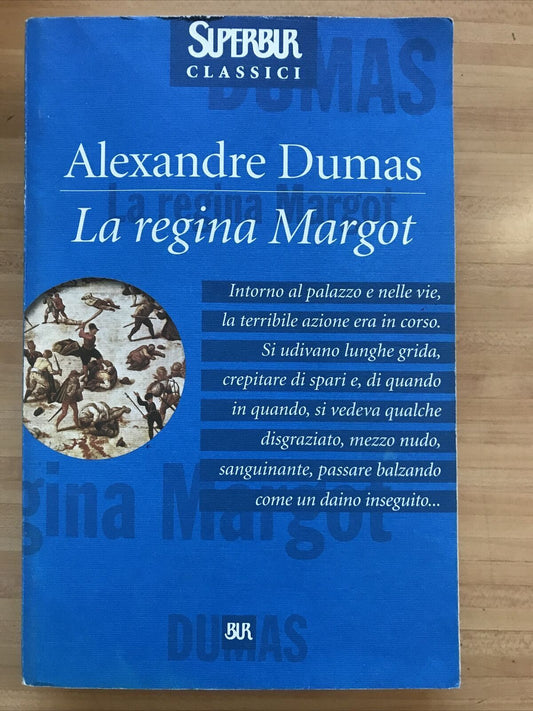 SUPERBUR
CLASSICI
DUMAS
Alexandre Dumas
La regina Margot
La regina Margot
Intorno al palazzo e nelle vie,
la terribile azione era in corso.
Si udivano lunghe grida,
crepitare di spari e, di quando
in quando, si vedeva qualche
disgraziato, mezzo nudo,
sanguinante, passare balzando
come un daino inseguito...
gina Margot
BUR
DUMAS